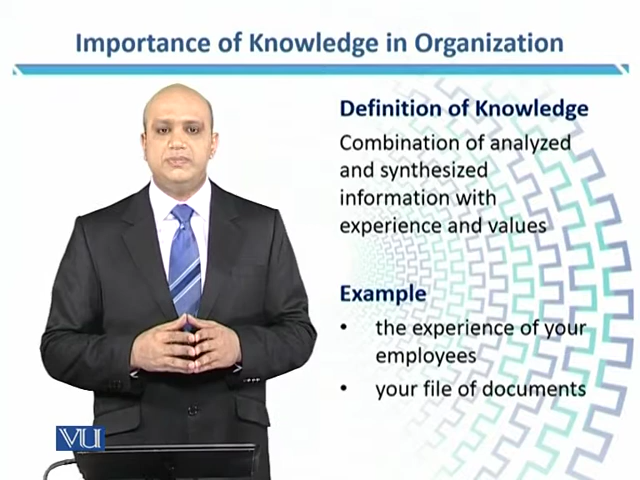 Importance of Knowledge in Organization
Definition of Knowledge
Combination of analyzed
and synthesized
information with
experience and values
Example
• the experience of your
employees
• your file of documents
VU